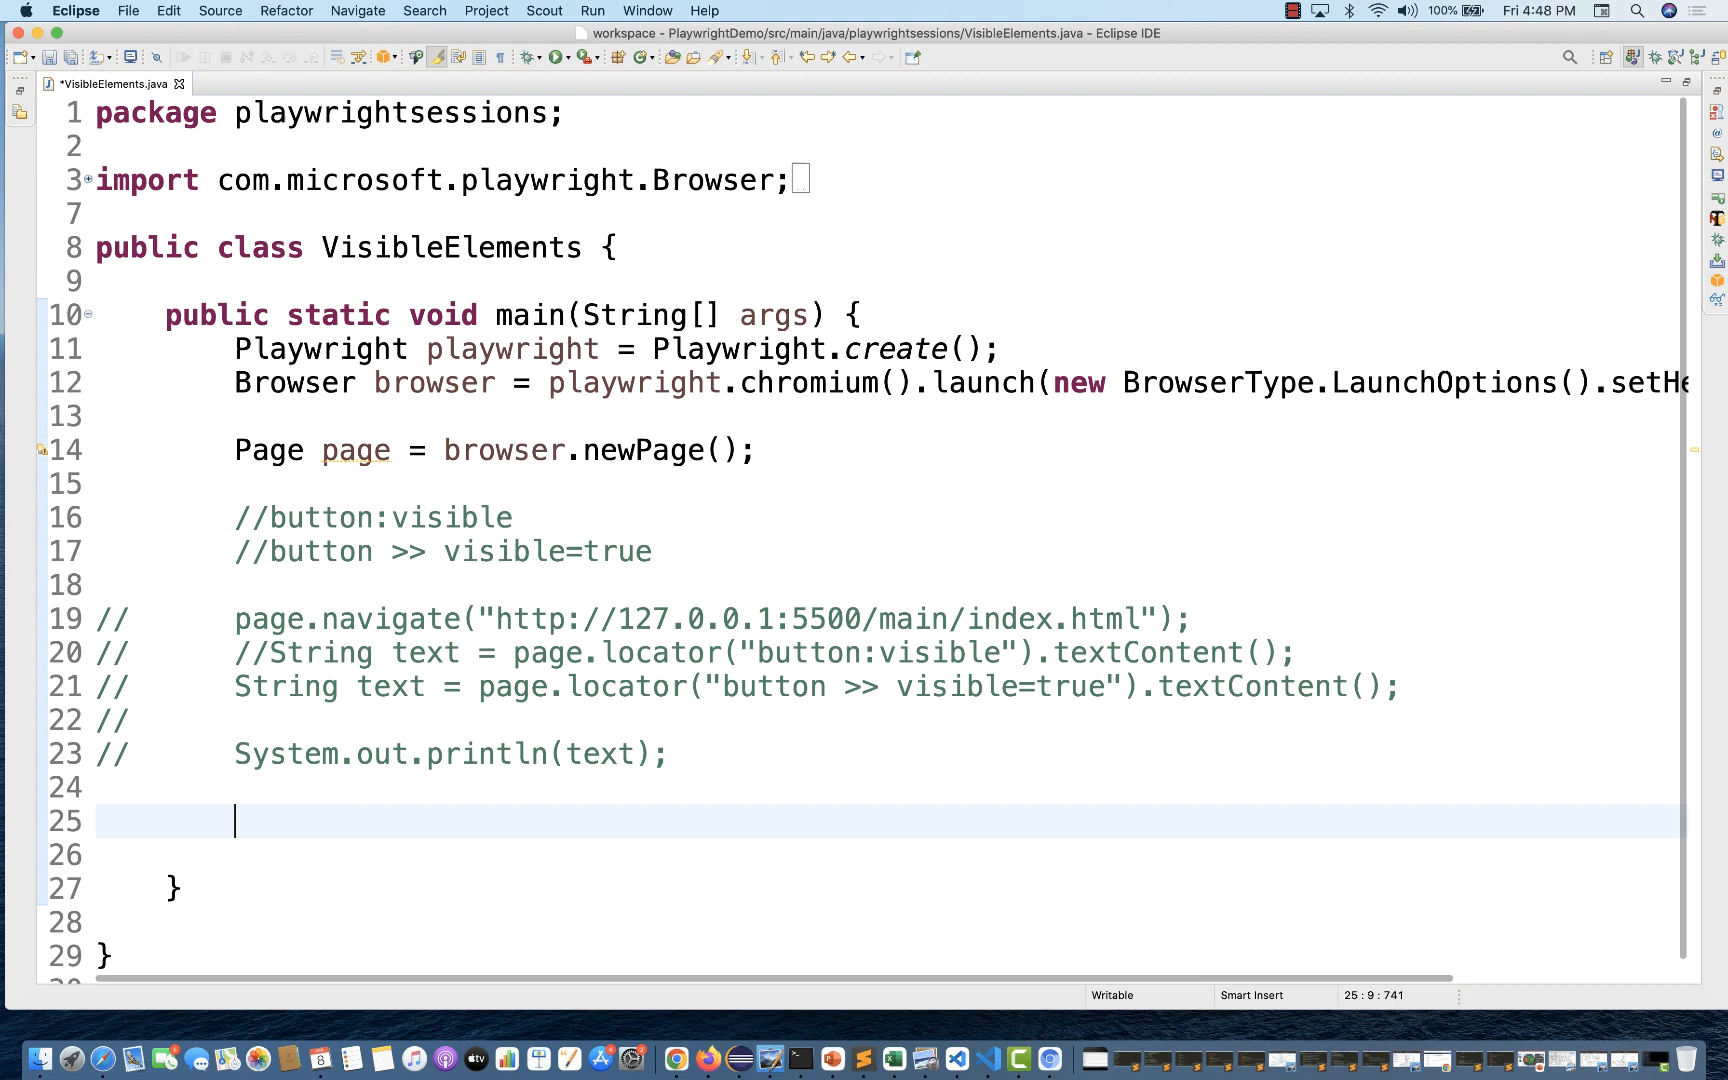 Eclipse File Edit Source Refactor Navigate Search Project Scout Run Window Help 100% Fri 4:48 PM
workspace - PlaywrightDemo/src/main/java/playwrightsessions/VisibleElements.java - Eclipse IDE
*VisibleElements.java
1 package playwrightsessions;
2
3 import com.microsoft.playwright.Browser;
7
8 public class VisibleElements {
9
10 public static void main(String[] args) {
11 Playwright playwright = Playwright.create();
12 Browser browser = playwright.chromium().launch(new BrowserType.LaunchOptions().setHe
13
14 Page page = browser.newPage();
15
16 //button:visible
17 //button >> visible=true
18
19 // page.navigate("http://127.0.0.1:5500/main/index.html");
20 // //String text = page.locator("button:visible").textContent();
21 // String text = page.locator("button >> visible=true").textContent();
22 //
23 // System.out.println(text);
24
25
26
27 }
28
29 }
Writable Smart Insert 25 : 9 : 741